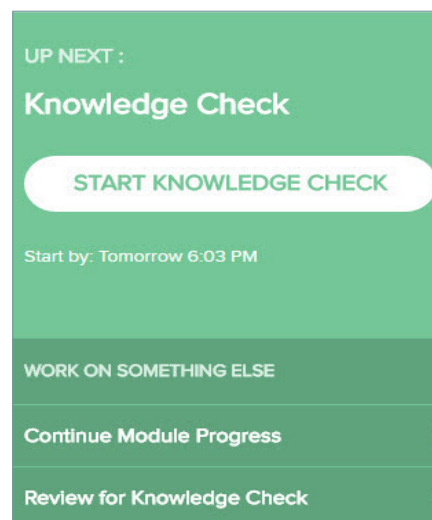 UP NEXT :
Knowledge Check
START KNOWLEDGE CHECK
Start by: Tomorrow 6:03 PM
WORK ON SOMETHING ELSE
Continue Module Progress
Review for Knowledge Check